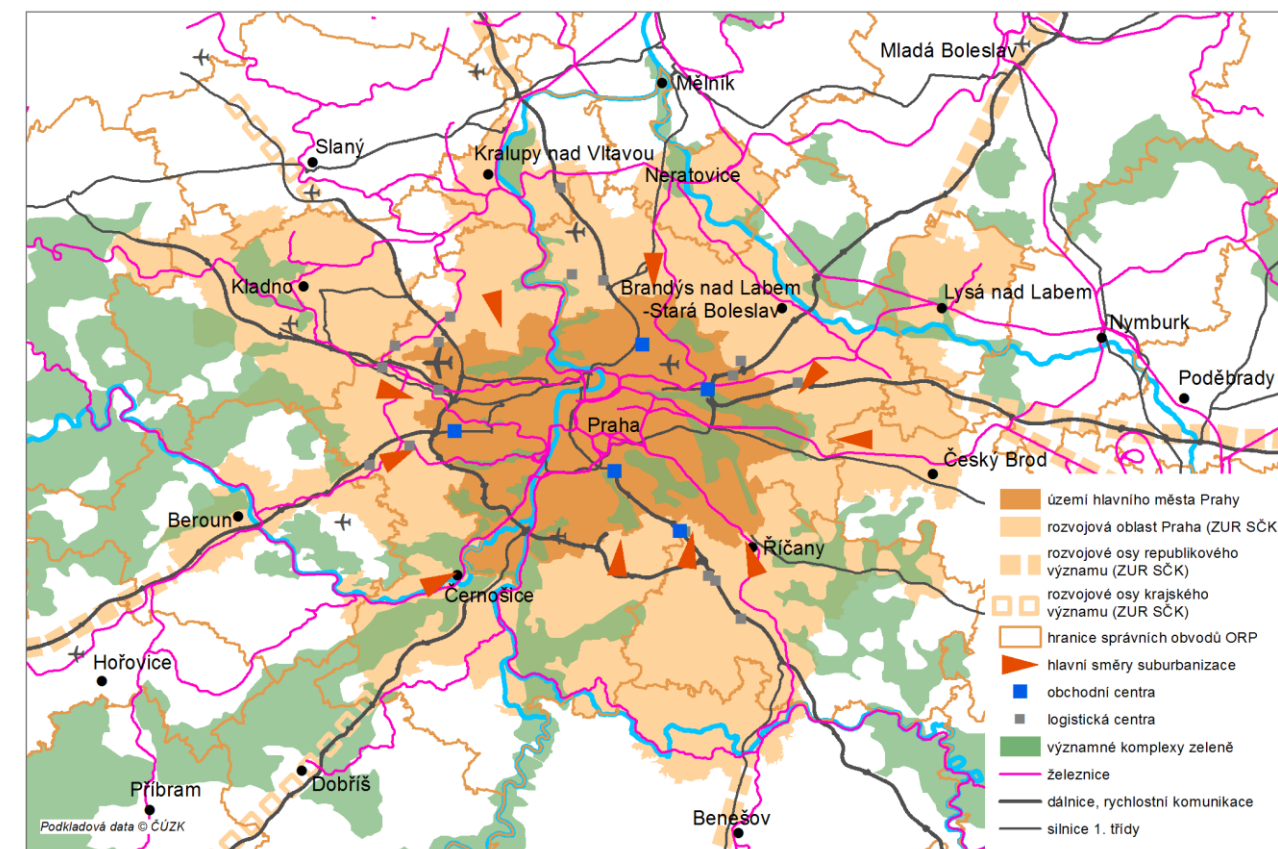 Mladá Boleslav
Mělník
Slaný
Kralupy nad Vltavou
Neratovice
Kladno
Brandýs nad Labem
-Stará Boleslav
Lysá nad Labem
Nymburk
Poděbrady
Praha
Český Brod
Beroun
Říčany
Černošice
Hořovice
Dobříš
Příbram
Benešov
Podkladová data © ČÚZK
území hlavního města Prahy
rozvojová oblast Praha (ZUR SČK
rozvojové osy republikového
významu (ZUR SČK)
rozvojové osy krajského
významu (ZUR SČK)
hranice správních obvodů ORP
hlavní směry suburbanizace
obchodní centra
logistická centra
významné komplexy zeleně
železnice
dálnice, rychlostní komunikace
silnice 1. třídy